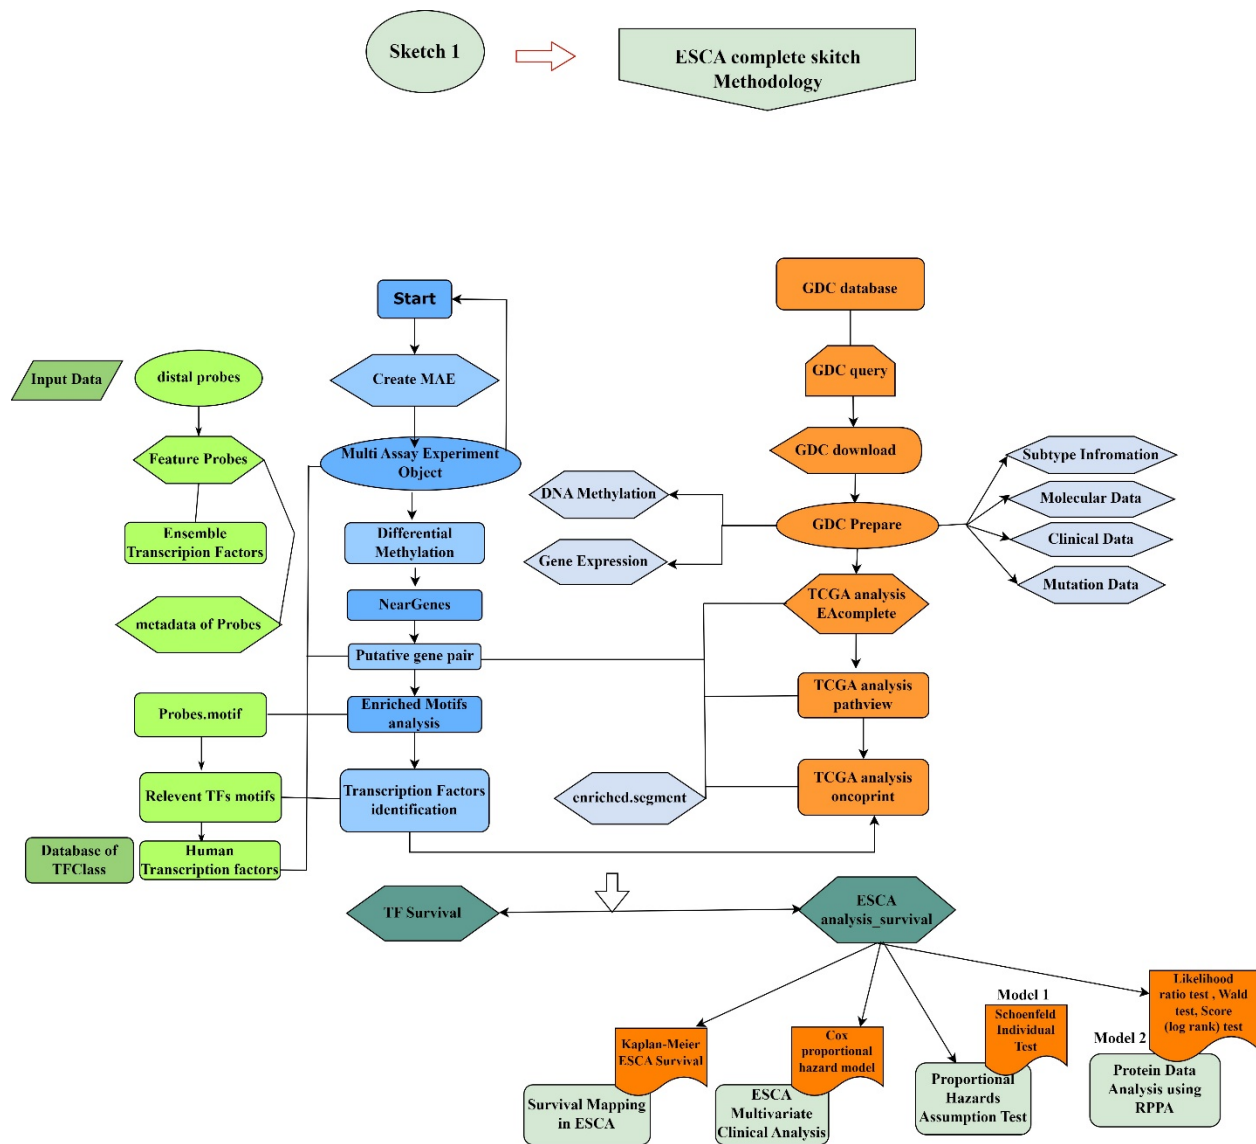 Sketch 1
ESCA complete skitch
Methodology
GDC database
Start
GDC query
Input Data
distal probes
Create MAE
Feature Probes
Multi Assay Experiment
Object
GDC download
Subtype Infromation
DNA Methylation
Molecular Data
Ensemble
Transcripion Factors
Differential
Methylation
GDC Prepare
Clinical Data
Gene Expression
Mutation Data
NearGenes
TCGA analysis
EAcomplete
metadata of Probes
Putative gene pair
TCGA analysis
pathview
Probes.motif
Enriched Motifs
analysis
Relevent TFs motifs
Transcription Factors
identification
enriched.segment
TCGA analysis
oncoprint
Database of
TFClass
Human
Transcription factors
TF Survival
ESCA
analysis_survival
Kaplan-Meier
ESCA Survival
Survival Mapping
in ESCA
Cox
proportional
hazard model
ESCA
Multivariate
Clinical Analysis
Model 1
Schoenfeld
Individual
Test
Proportional
Hazards
Assumption Test
Likelihood
ratio test , Wald
test, Score
(log rank) test
Model 2
Protein Data
Analysis using
RPPA